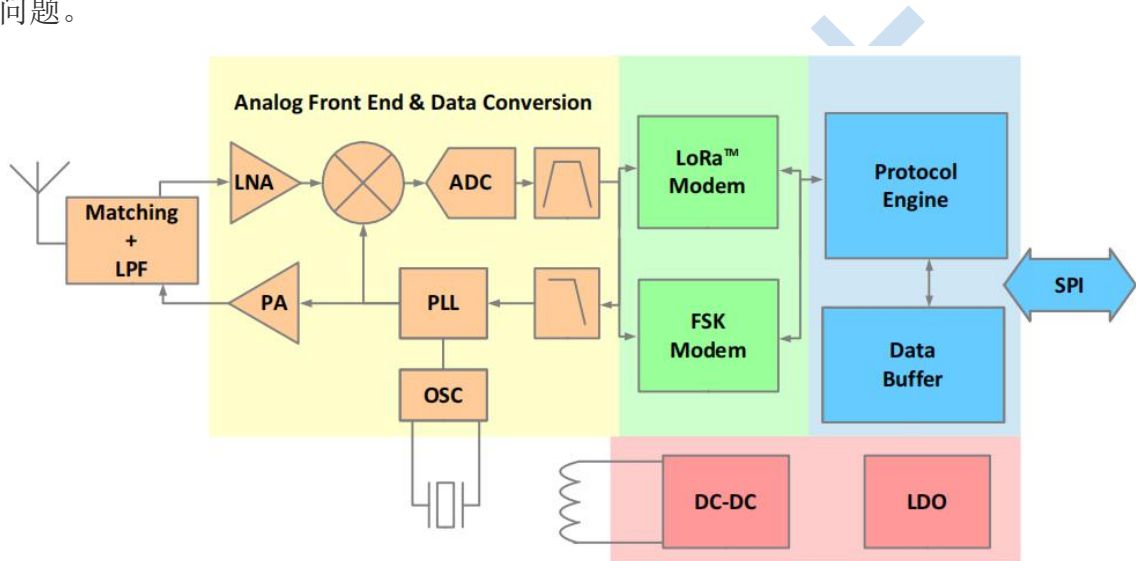 问题。
Analog Front End & Data Conversion
LNA
ADC
LoRa™
Modem
Protocol
Engine
Matching
+
LPF
PA
PLL
FSK
Modem
SPI
Data
Buffer
OSC
DC-DC
LDO